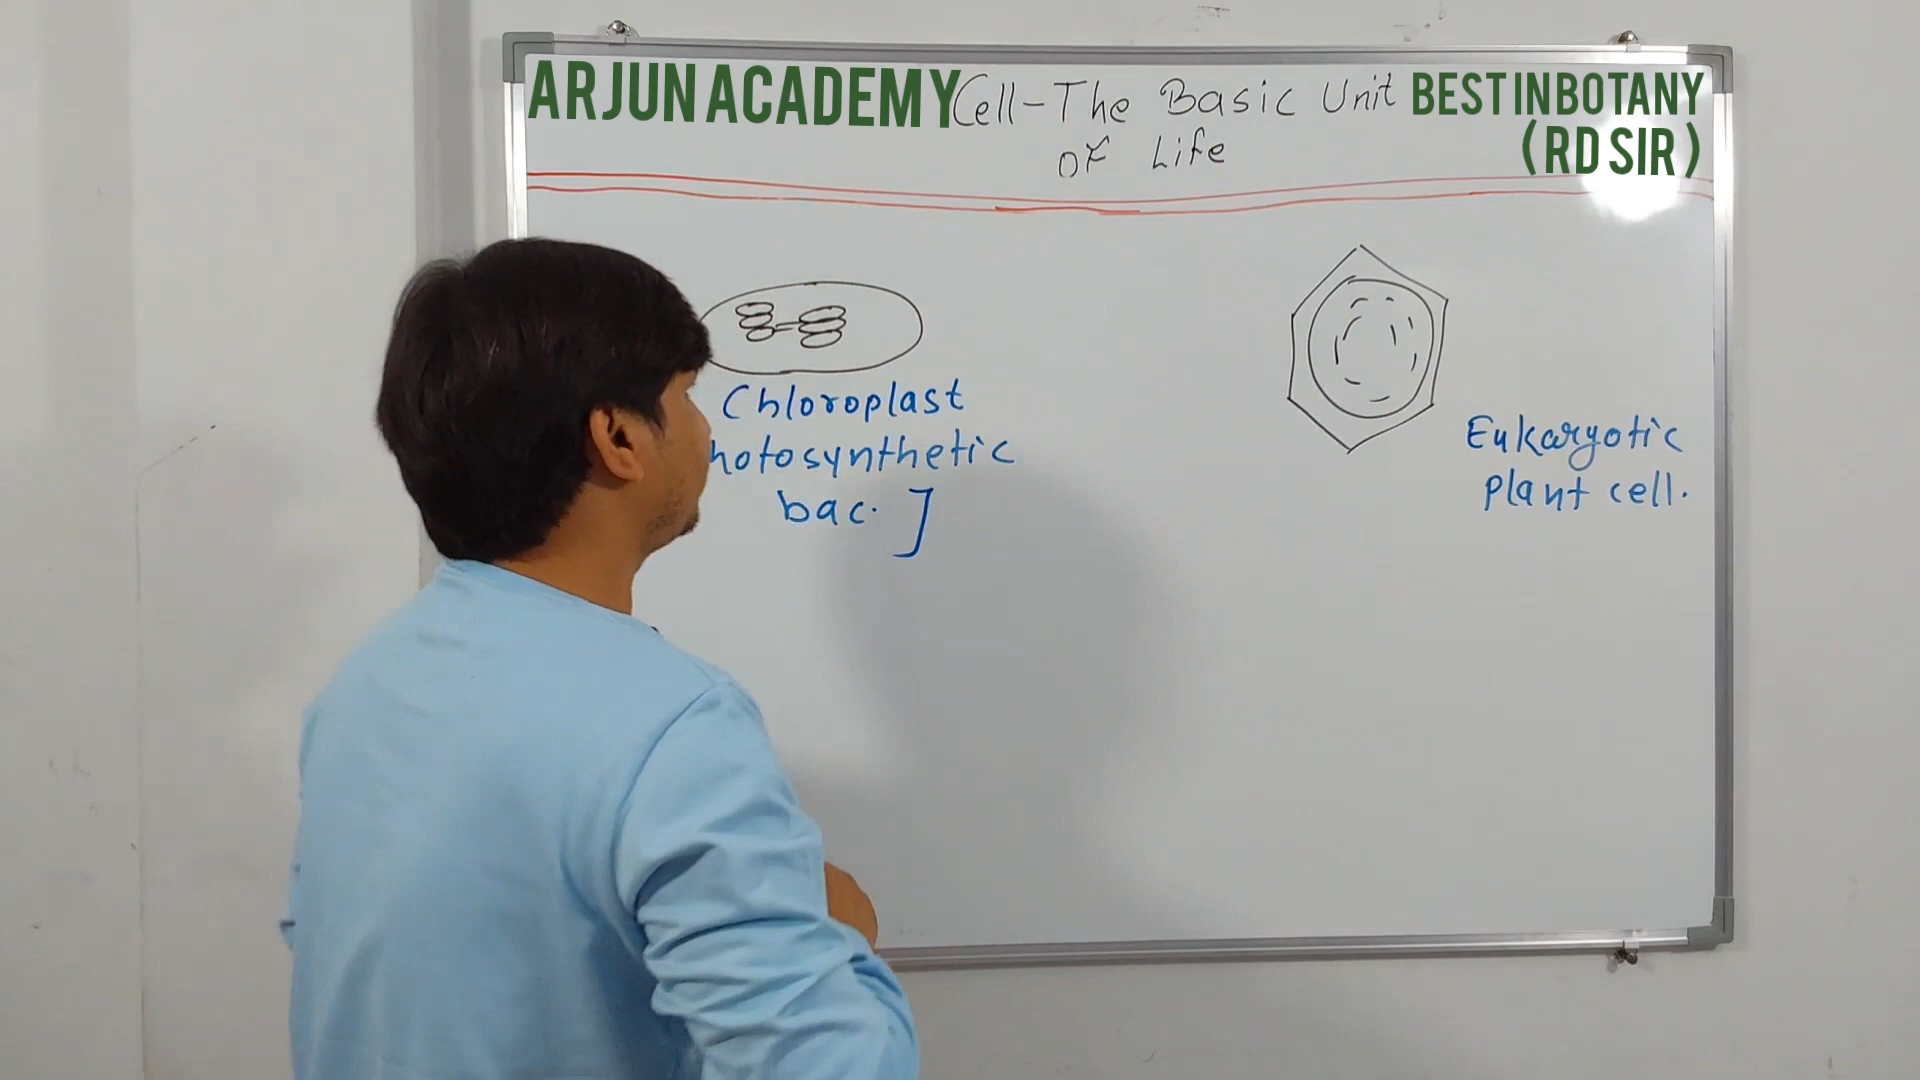 ARJUN ACADEMY
Cell-The Basic Unit
of Life
BEST IN BOTANY
(RD SIR)
Chloroplast
hotosynthetic
bac. ]
Eukaryotic
plant cell.